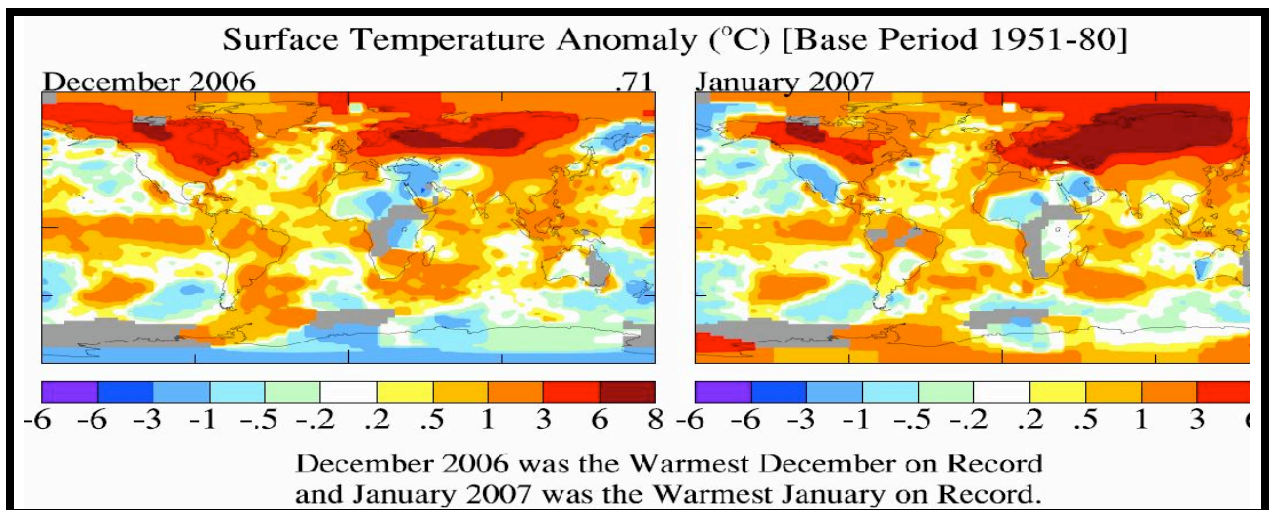 Surface Temperature Anomaly (°C) [Base Period 1951-80]
December 2006 .71 January 2007
-6 -6 -3 -1 -.5 -.2 .2 .5 1 3 6 8 -6 -6 -3 -1 -.5 -.2 .2 .5 1 3
December 2006 was the Warmest December on Record
and January 2007 was the Warmest January on Record.